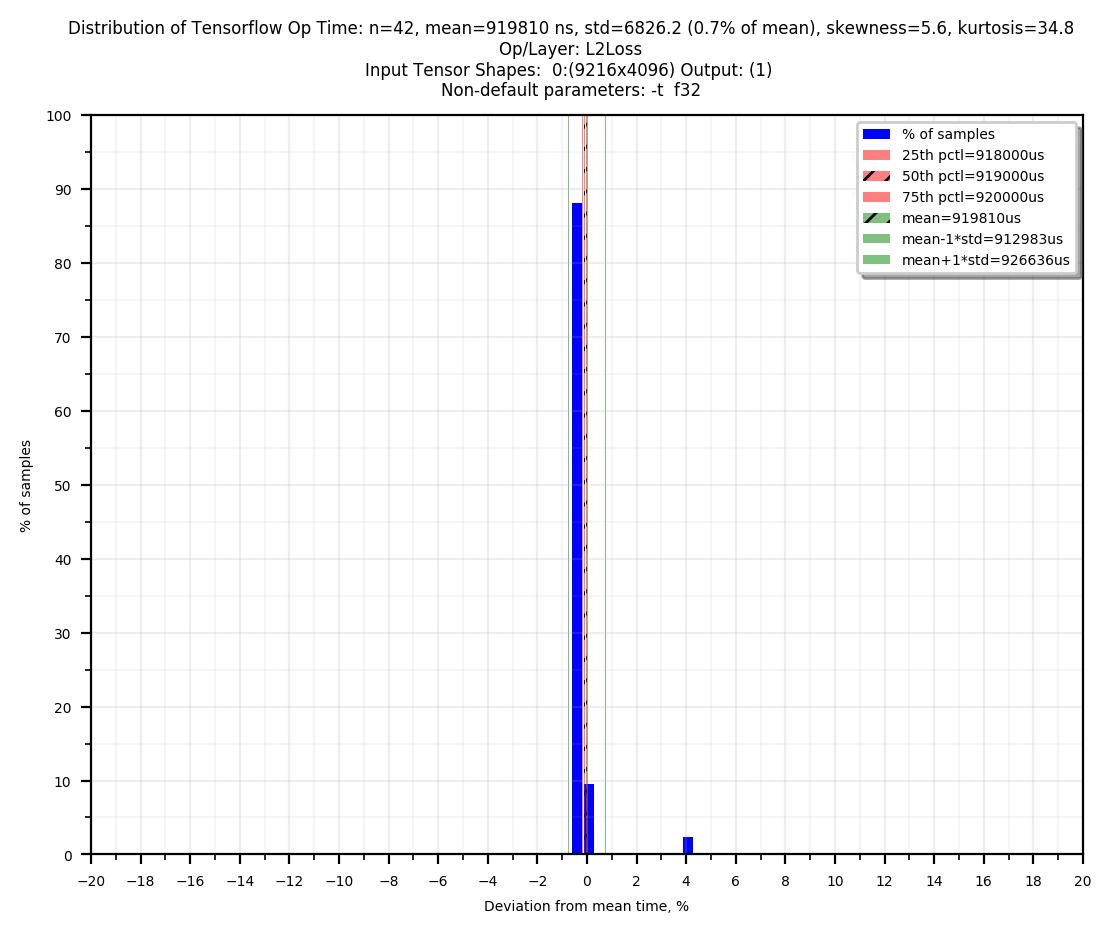 Distribution of Tensorflow Op Time: n=42, mean=919810 ns, std=6826.2 (0.7% of mean), skewness=5.6, kurtosis=34.8
Op/Layer: L2Loss
Input Tensor Shapes:  0:(9216x4096) Output: (1)
Non-default parameters: -t  f32
% of samples
25th pctl=918000us
50th pctl=919000us
75th pctl=920000us
mean=919810us
mean-1*std=912983us
mean+1*std=926636us
100
90
80
70
60
50
40
30
20
10
0
% of samples
−20 −18 −16 −14 −12 −10 −8 −6 −4 −2 0 2 4 6 8 10 12 14 16 18 20
Deviation from mean time, %